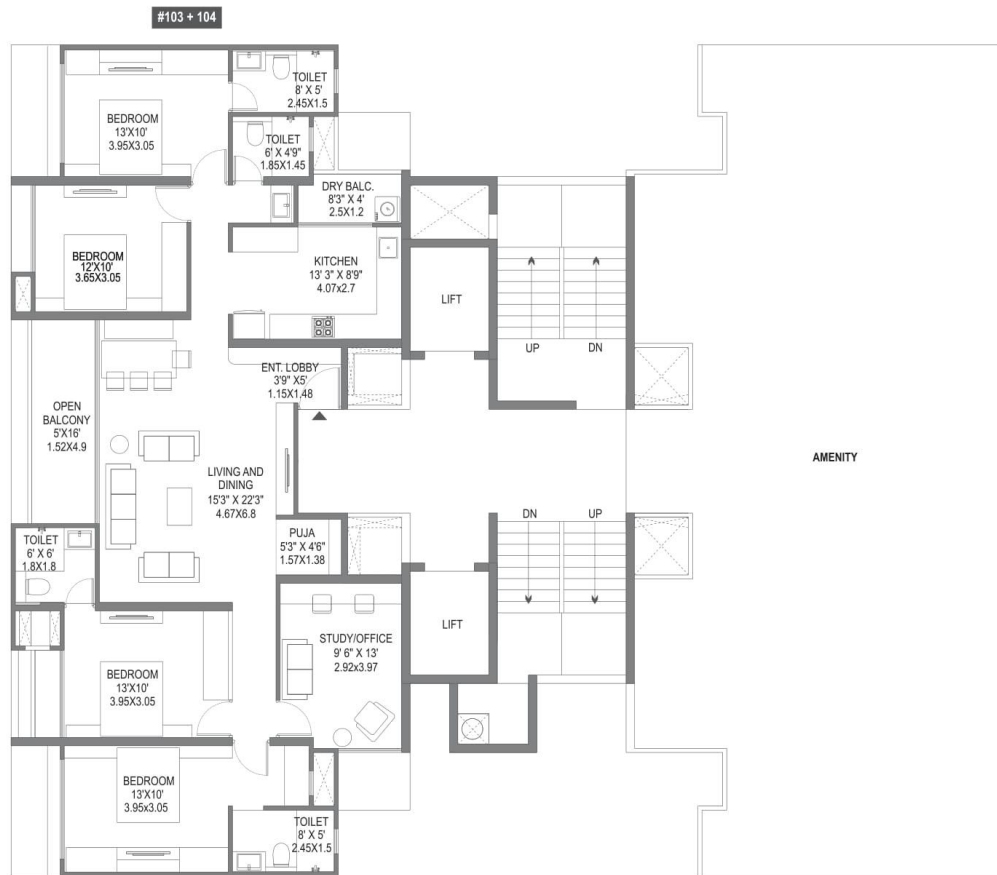 #103 + 104
TOILET
8' X 5'
2.45X1.5
BEDROOM
13'X10'
3.95X3.05
TOILET
6' X 4'9"
1.85X1.45
DRY BALC.
8'3" X 4'
2.5X1.2
BEDROOM
12'X10'
3.65X3.05
KITCHEN
13' 3" X 8'9"
4.07x2.7
LIFT
UP
DN
ENT. LOBBY
3'9" X5'
1.15X1.48
OPEN
BALCONY
5'X16'
1.52X4.9
AMENITY
LIVING AND
DINING
15'3" X 22'3"
4.67X6.8
DN
UP
TOILET
6' X 6'
1.8X1.8
PUJA
5'3" X 4'6"
1.57X1.38
LIFT
STUDY/OFFICE
9' 6" X 13'
2.92x3.97
BEDROOM
13'X10'
3.95X3.05
BEDROOM
13'X10'
3.95x3.05
TOILET
8' X 5'
2.45X1.5